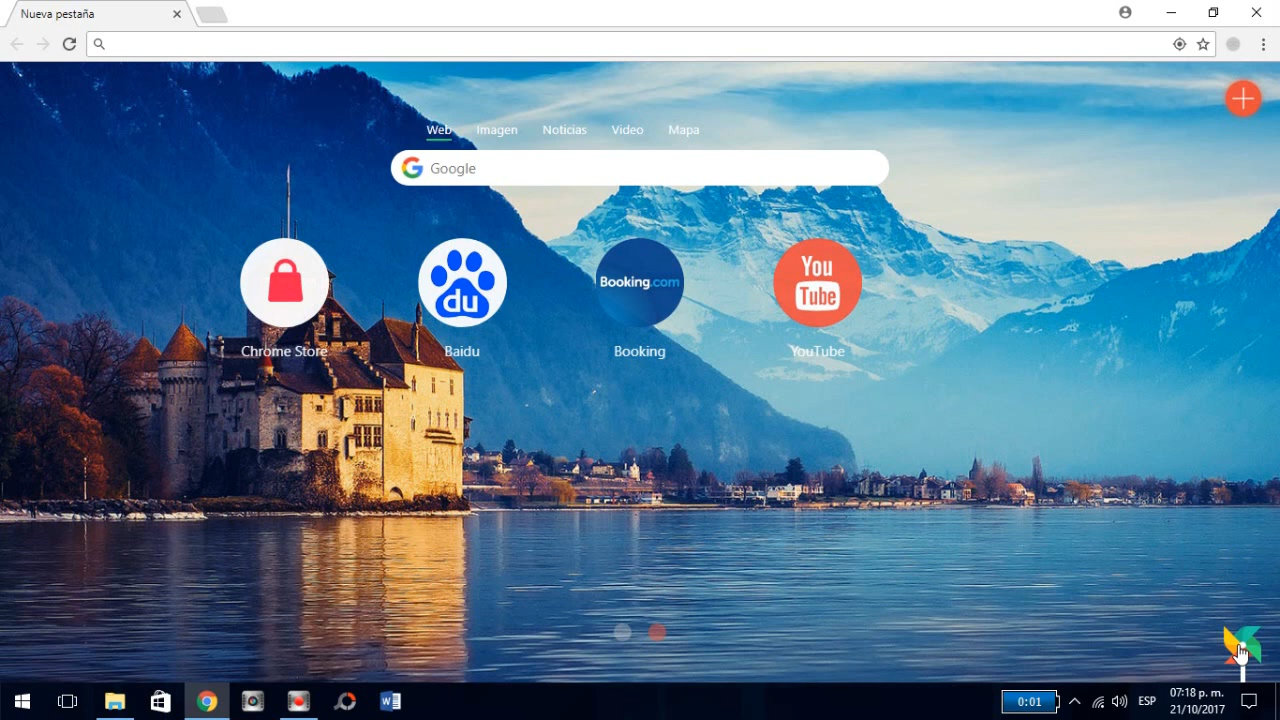 Nueva pestaña
Web Imagen Noticias Video Mapa
Google
du
Booking.com
You
Tube
Chrome Store Baidu Booking YouTube
0:01
ESP
07:18 p. m.
21/10/2017